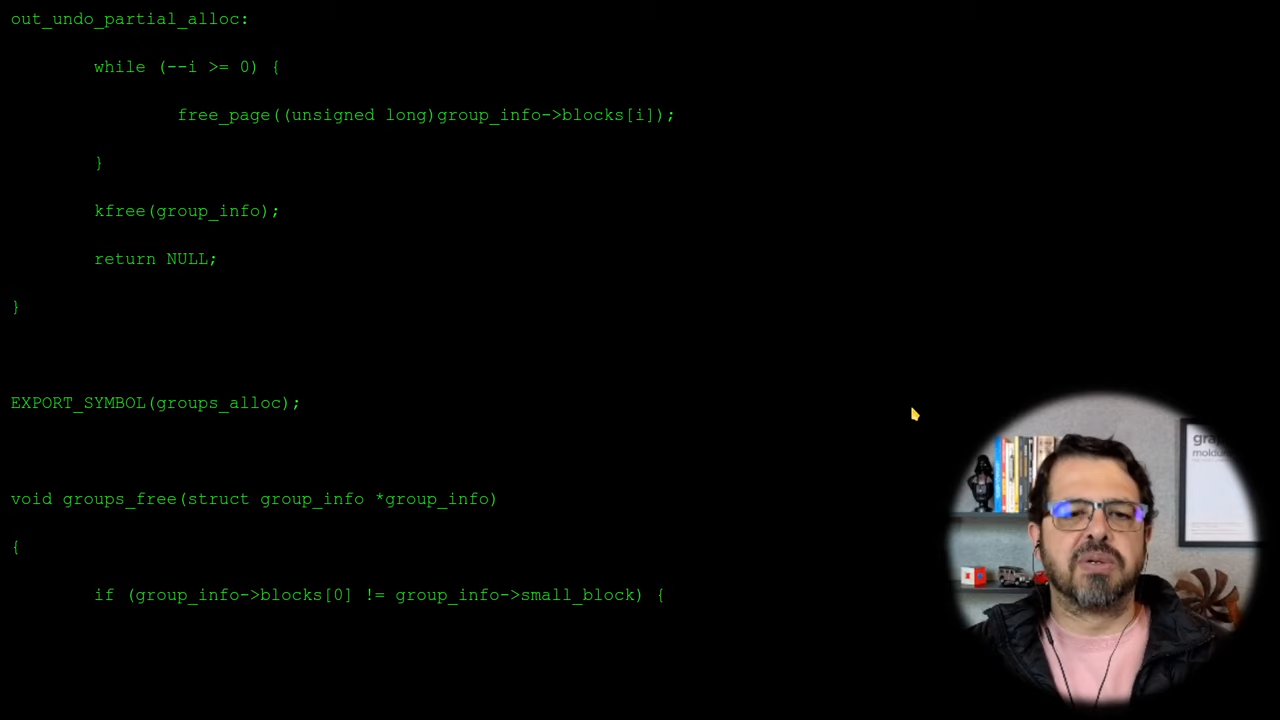 out_undo_partial_alloc:
while (--i >= 0) {
free_page((unsigned long)group_info->blocks[i]);
}
kfree(group_info);
return NULL;
}
EXPORT_SYMBOL(groups_alloc);
void groups_free(struct group_info *group_info)
{
if (group_info->blocks[0] != group_info->small_block) {